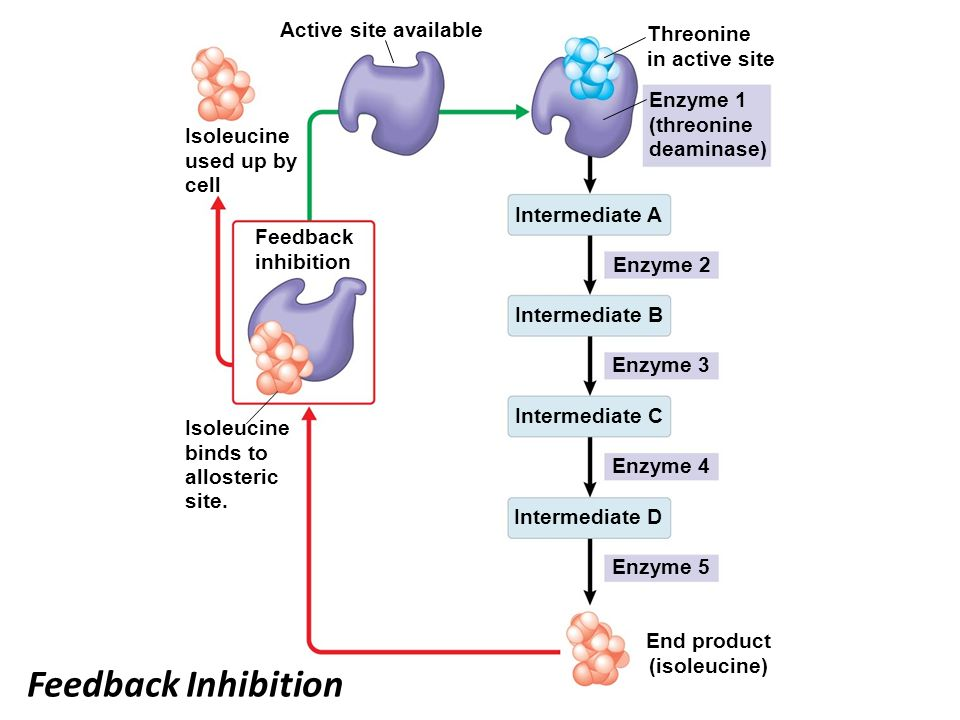 Active site available
Threonine
in active site
Enzyme 1
(threonine
deaminase)
Isoleucine
used up by
cell
Intermediate A
Feedback
inhibition
Enzyme 2
Intermediate B
Enzyme 3
Intermediate C
Isoleucine
binds to
allosteric
site.
Enzyme 4
Intermediate D
Enzyme 5
End product
(isoleucine)
Feedback Inhibition